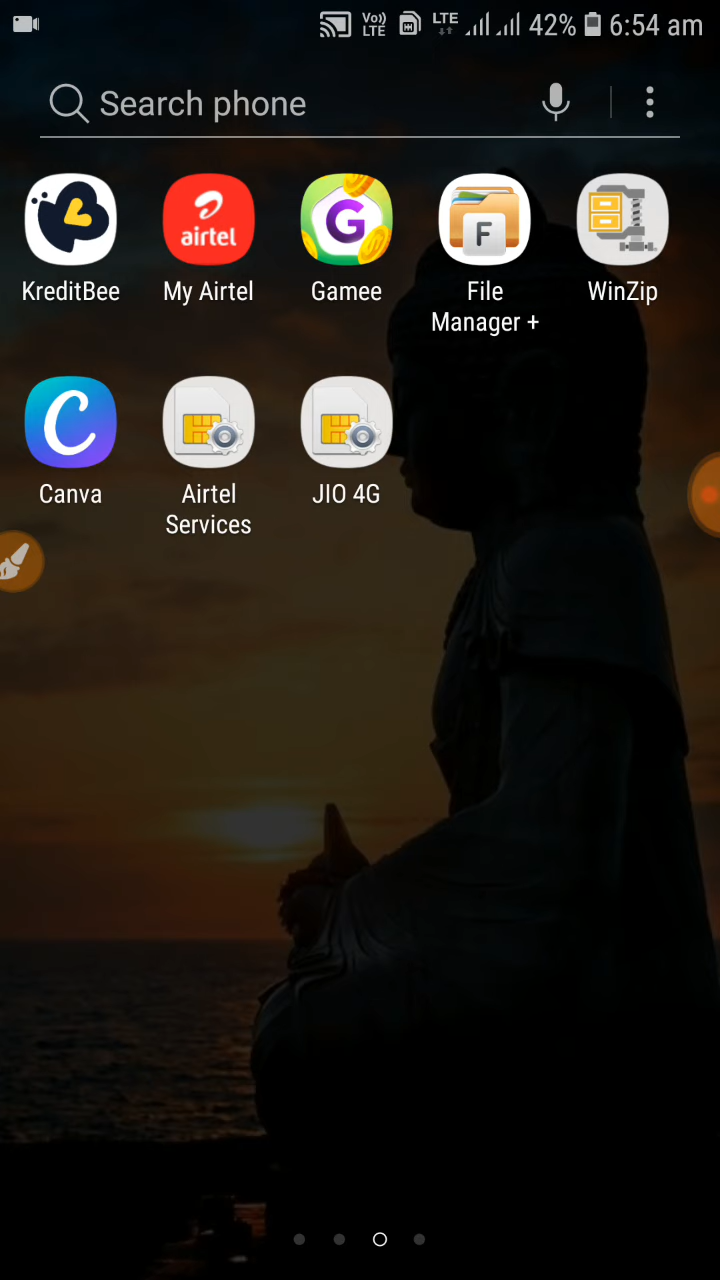 Vo) LTE LTE 42% 6:54 am
Search phone
airtel
G
F
KreditBee My Airtel Gamee File Manager + WinZip
C
Canva Airtel Services JIO 4G